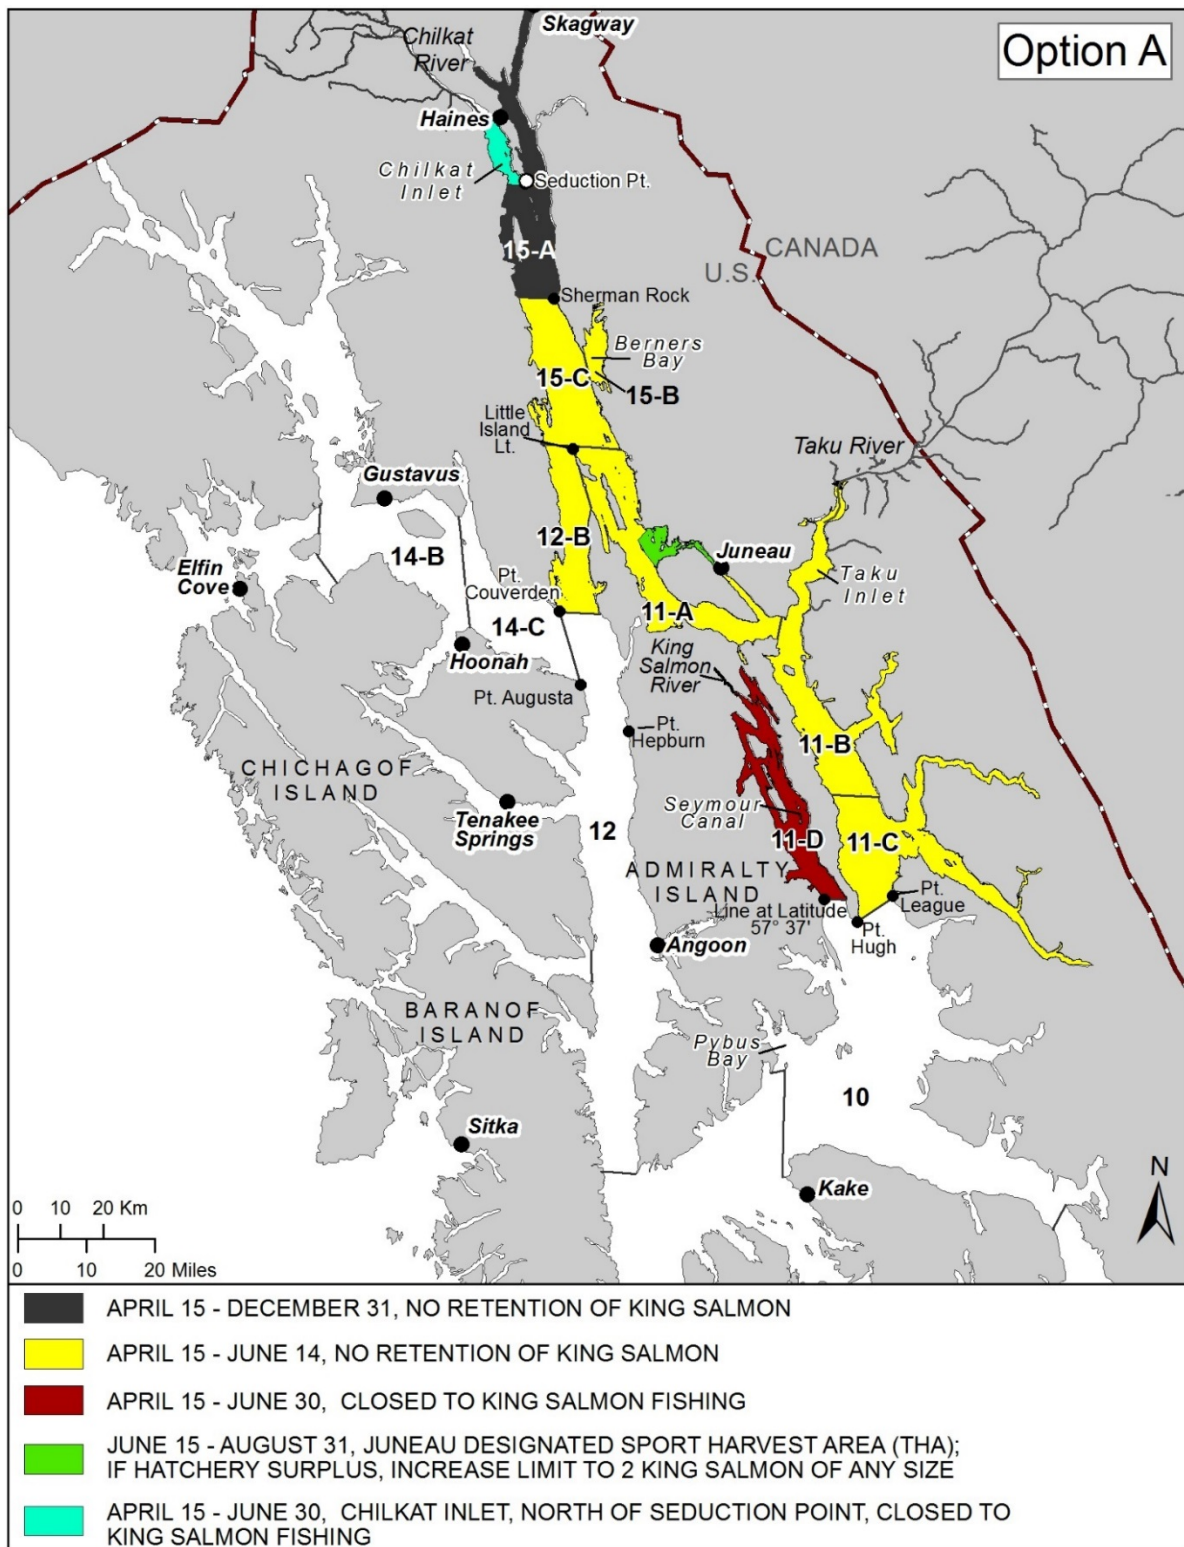 Skagway
Chilkat
River
Option A
Haines
Chilkat
Inlet
Seduction Pt.
15-A
CANADA
U.S.
Sherman Rock
Berners
Bay
15-C
15-B
Little
Island
Lt.
Taku River
Gustavus
12-B
14-B
Juneau
Elfin
Cove
Pt.
Couverden
Taku
Inlet
11-A
14-C
Hoonah
King
Salmon
River
Pt. Augusta
Pt.
Hepburn
11-B
CHICHAGOF
ISLAND
Tenakee
Springs
Seymour
Canal
12
11-D
11-C
ADMIRALTY
ISLAND
Pt.
League
Line at Latitude
57° 37'
Pt.
Hugh
Angoon
BARANOF
ISLAND
Pybus
Bay
10
Sitka
Kake
N
0 10 20 Km
0 10 20 Miles
APRIL 15 - DECEMBER 31, NO RETENTION OF KING SALMON
APRIL 15 - JUNE 14, NO RETENTION OF KING SALMON
APRIL 15 - JUNE 30, CLOSED TO KING SALMON FISHING
JUNE 15 - AUGUST 31, JUNEAU DESIGNATED SPORT HARVEST AREA (THA);
IF HATCHERY SURPLUS, INCREASE LIMIT TO 2 KING SALMON OF ANY SIZE
APRIL 15 - JUNE 30, CHILKAT INLET, NORTH OF SEDUCTION POINT, CLOSED TO
KING SALMON FISHING